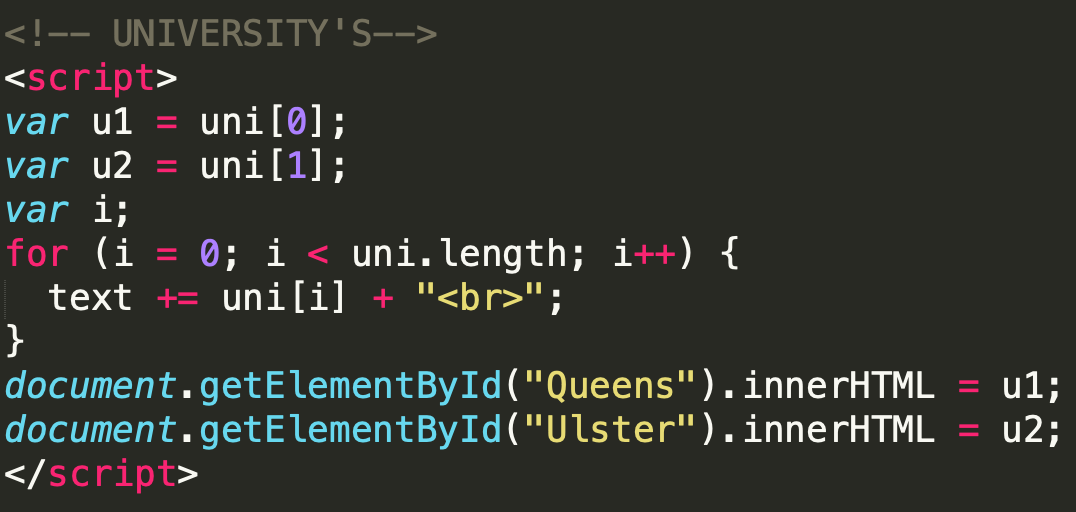 <!-- UNIVERSITY'S-->
<script>
var u1 = uni[0];
var u2 = uni[1];
var i;
for (i = 0; i < uni.length; i++) {
  text += uni[i] + "<br>";
}
document.getElementById("Queens").innerHTML = u1;
document.getElementById("Ulster").innerHTML = u2;
</script>